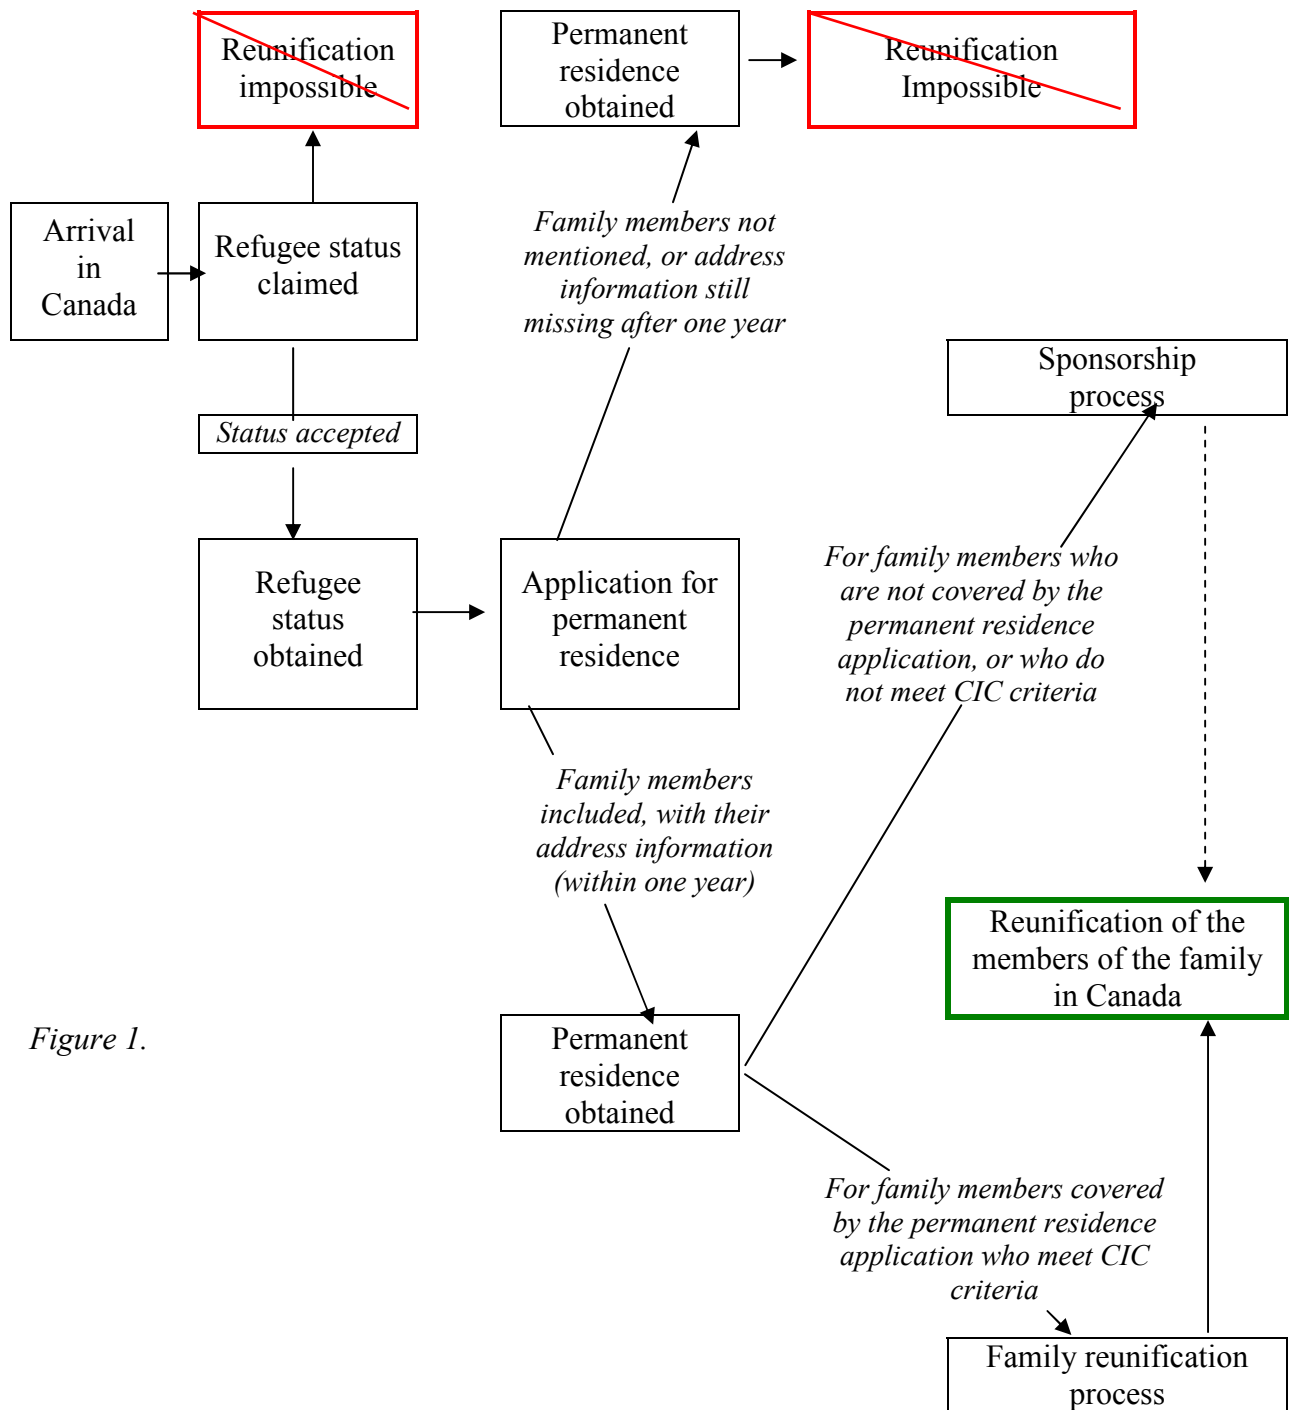 Reunification
impossible
Permanent
residence
obtained
Reunification
Impossible
Arrival
in
Canada
Refugee status
claimed
Family members not
mentioned, or address
information still
missing after one year
Sponsorship
process
Status accepted
Refugee
status
obtained
Application for
permanent
residence
For family members who
are not covered by the
permanent residence
application, or who do
not meet CIC criteria
Family members
included, with their
address information
(within one year)
Reunification of the
members of the family
in Canada
Figure 1.
Permanent
residence
obtained
For family members covered
by the permanent residence
application who meet CIC
criteria
Family reunification
process